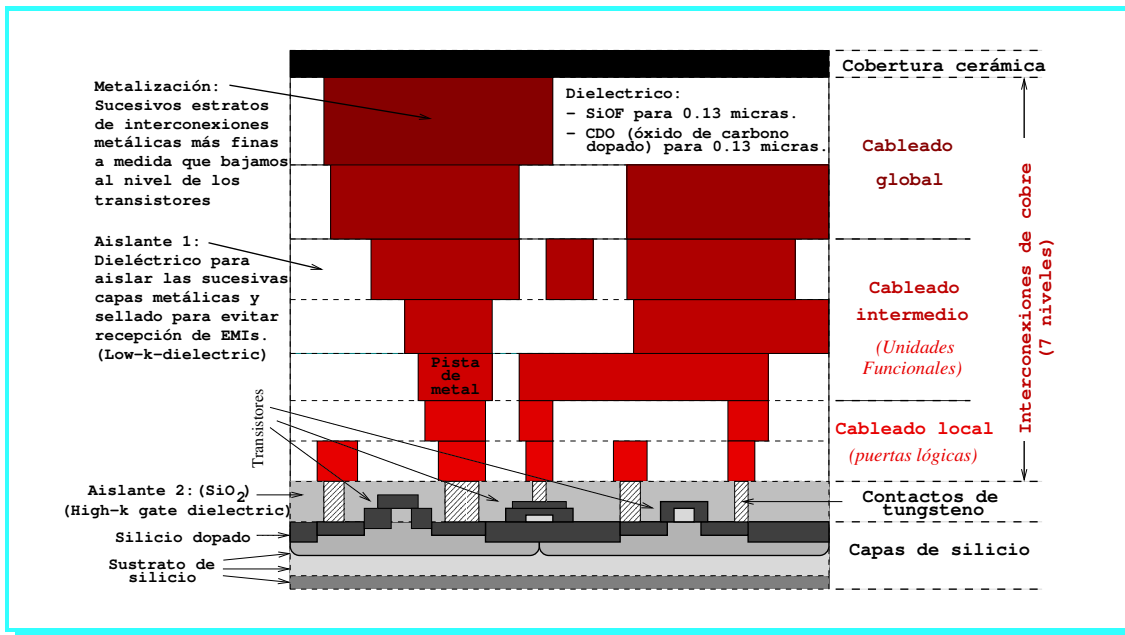 Cobertura cerámica
Metalización:
Sucesivos estratos
de interconexiones
metálicas más finas
a medida que bajamos
al nivel de los
transistores
Dielectrico:
– SiOF para 0.13 micras.
– CDO (óxido de carbono
dopado) para 0.13 micras.
Cableado
global
Aislante 1:
Dieléctrico para
aislar las sucesivas
capas metálicas y
sellado para evitar
recepción de EMIs.
(Low-k-dielectric)
Cableado
intermedio
(Unidades
Funcionales)
Interconexiones de cobre
(7 niveles)
Pista
de
metal
Transistores
Cableado local
(puertas lógicas)
Aislante 2:(SiO2)
(High-k gate dielectric)
Contactos de
tungsteno
Silicio dopado
Capas de silicio
Sustrato de
silicio